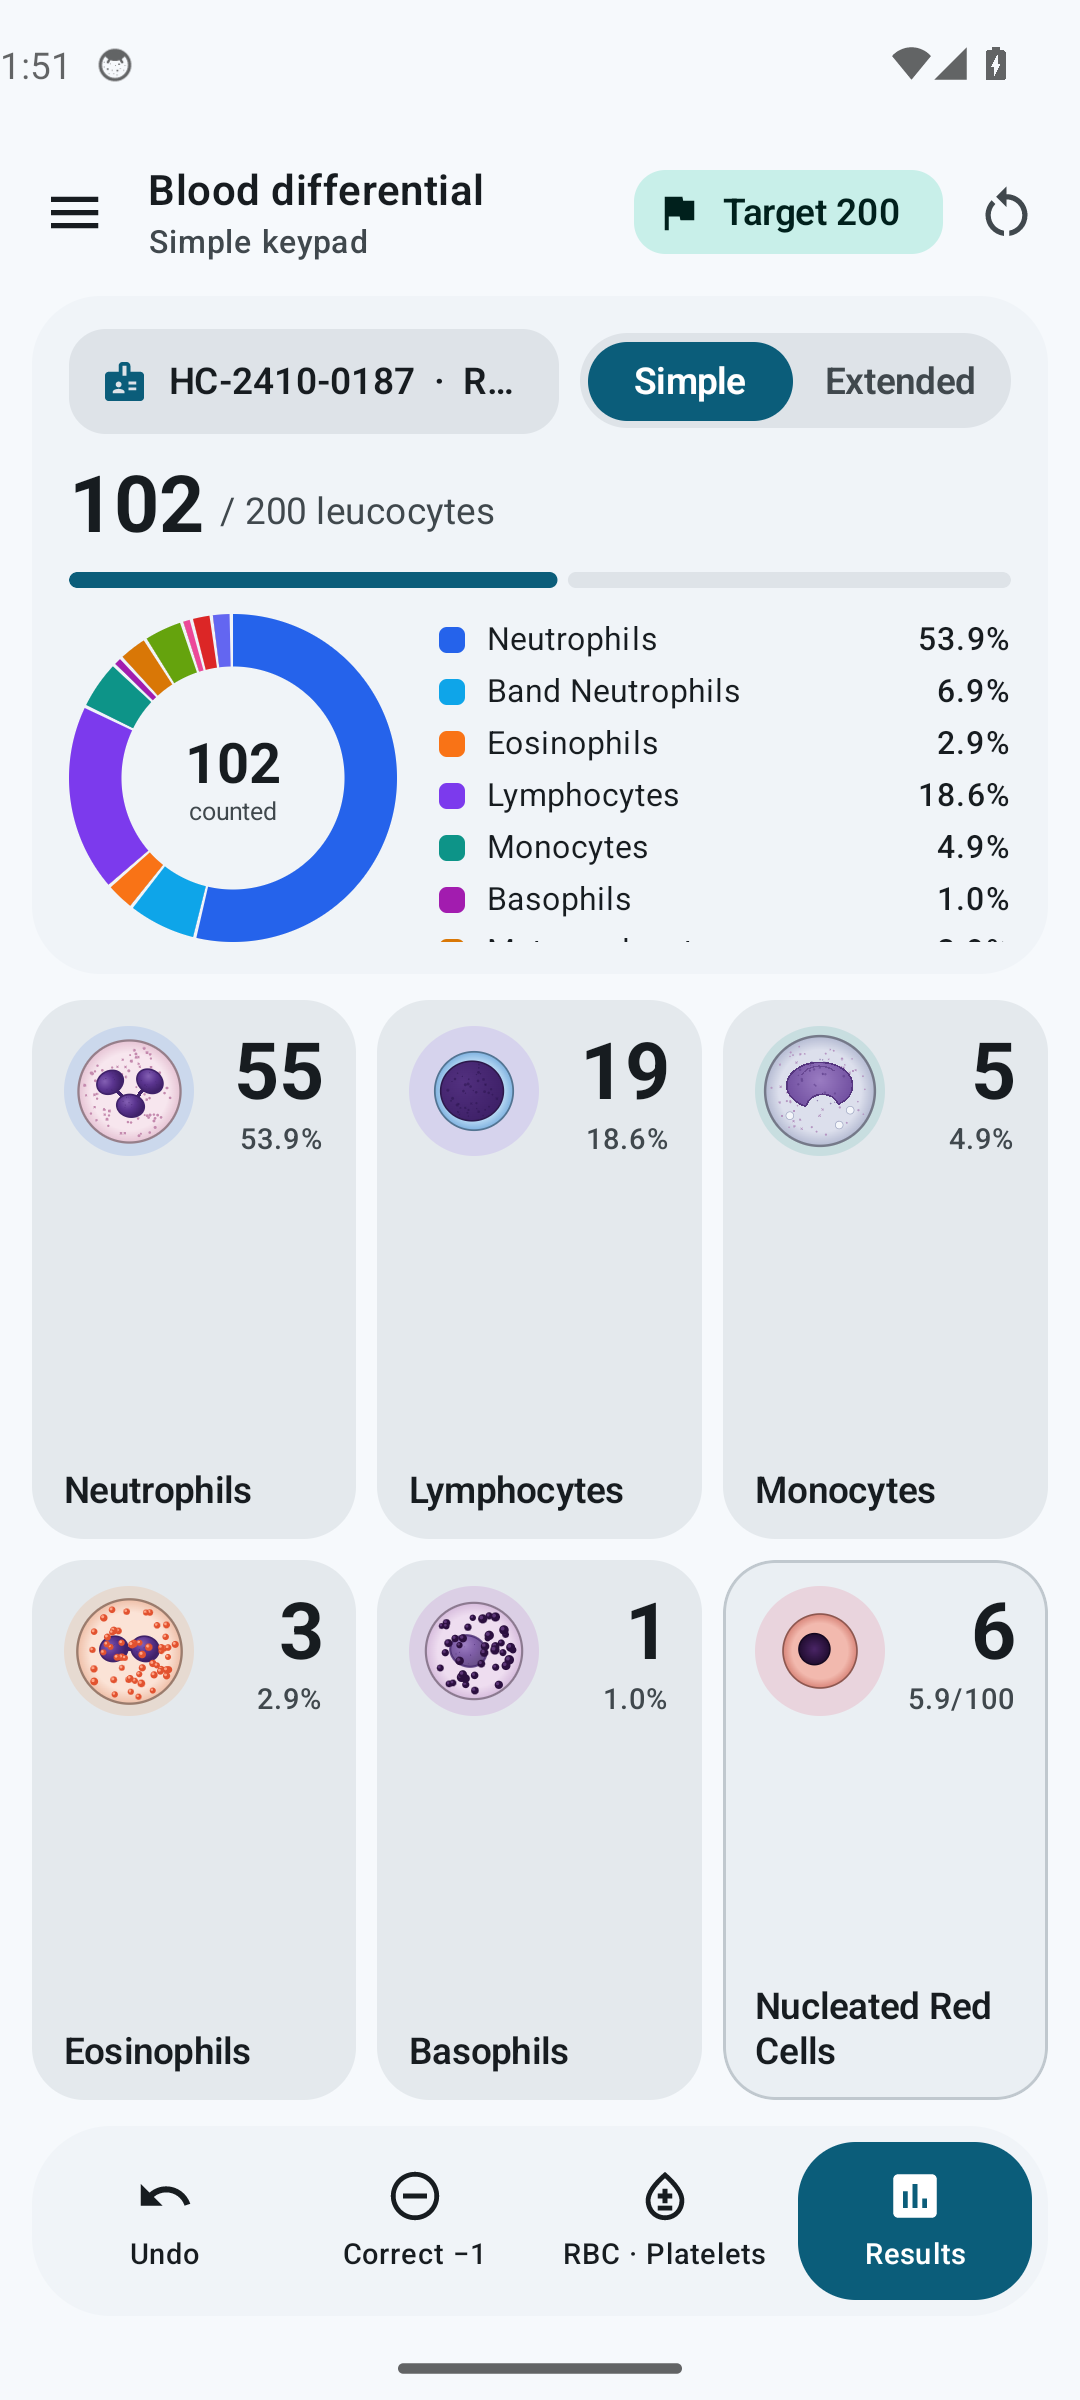 1:51
Blood differential
Simple keypad
Target 200
HC-2410-0187 · R...
Simple
Extended
102 / 200 leucocytes
102
counted
Neutrophils 53.9%
Band Neutrophils 6.9%
Eosinophils 2.9%
Lymphocytes 18.6%
Monocytes 4.9%
Basophils 1.0%
55
53.9%
Neutrophils
19
18.6%
Lymphocytes
5
4.9%
Monocytes
3
2.9%
Eosinophils
1
1.0%
Basophils
6
5.9/100
Nucleated Red
Cells
Undo
Correct −1
RBC · Platelets
Results